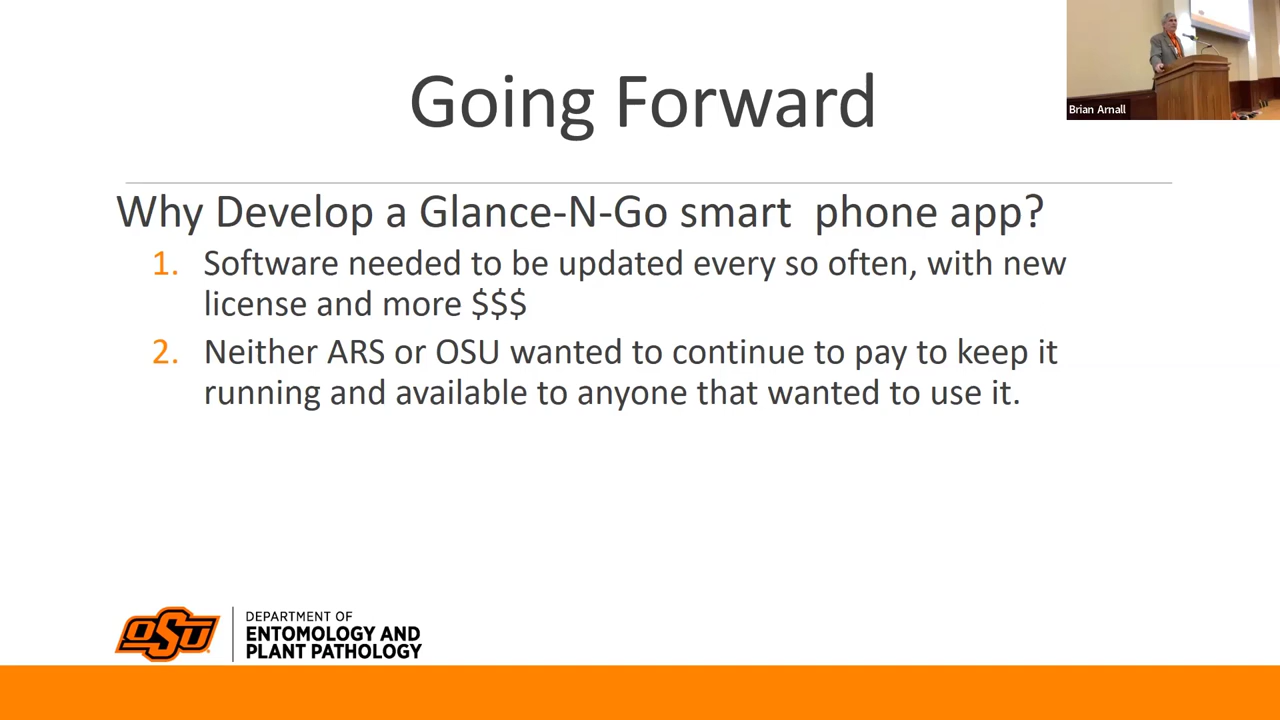 Brian Arnall
Going Forward
Why Develop a Glance-N-Go smart  phone app?
1. Software needed to be updated every so often, with new
license and more $$$
2. Neither ARS or OSU wanted to continue to pay to keep it
running and available to anyone that wanted to use it.
OSU
DEPARTMENT OF
ENTOMOLOGY AND
PLANT PATHOLOGY